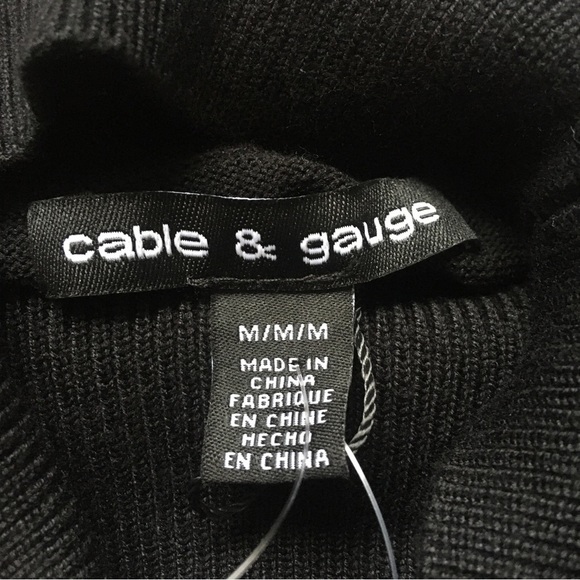 cable & gauge
M/M/M
MADE IN
CHINA
FABRIQUE
EN CHINE
HECHO
EN CHINA